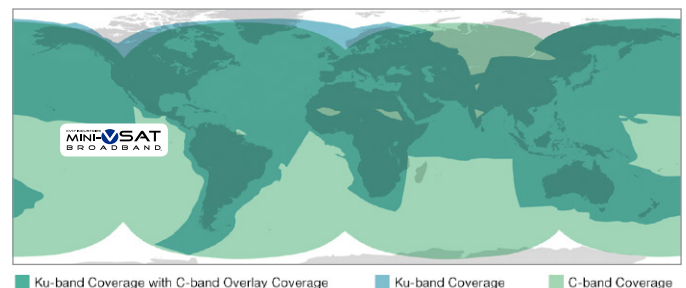 MINI-VSAT
BROADBAND
Ku-band Coverage with C-band Overlay Coverage
Ku-band Coverage
C-band Coverage